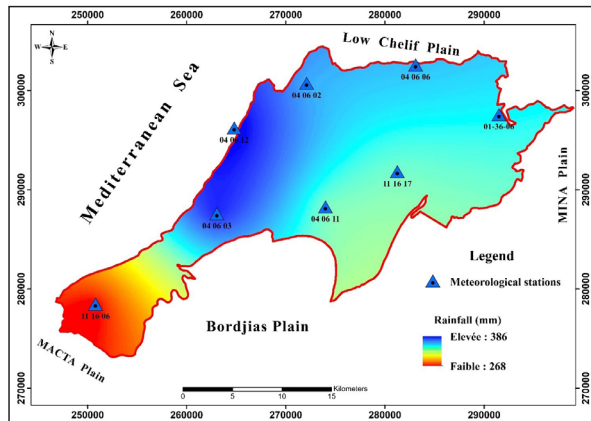 250000 260000 270000 280000 290000
N
W E
S
Low Chelif Plain
Mediterranean Sea
300000 300000
04 06 06
04 06 02
01-36-06
290000 290000
11 16 17
MINA Plain
04 06 03
04 06 11
Legend
Meteorological stations
280000 280000
11 16 06
Bordjias Plain
Rainfall (mm)
Elevée : 386
Faible : 268
MACTA Plain
Kilometers
0 5 10 15
270000 270000
250000 260000 270000 280000 290000